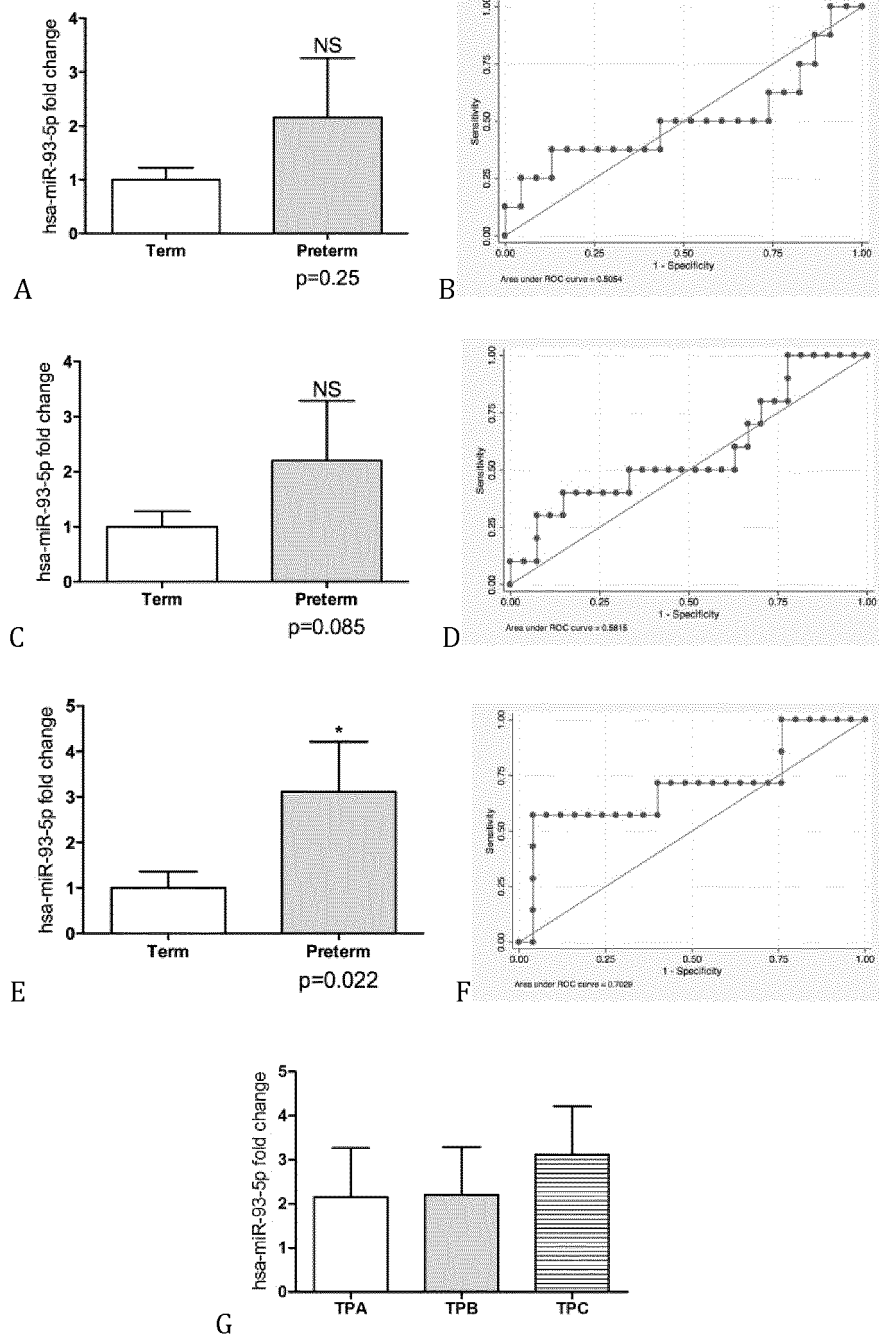 hsa-miR-93-5p fold change
4
3
2
1
0
NS
Term Preterm
p=0.25
A
Sensitivity
1.00
0.75
0.50
0.25
0.00
0.00 0.25 0.50 0.75 1.00
1 - Specificity
Area under ROC curve = 0.5054
B
hsa-miR-93-5p fold change
4
3
2
1
0
NS
Term Preterm
p=0.085
C
Sensitivity
1.00
0.75
0.50
0.25
0.00
0.00 0.25 0.50 0.75 1.00
1 - Specificity
Area under ROC curve = 0.5815
D
hsa-miR-93-5p fold change
5
4
3
2
1
0
*
Term Preterm
p=0.022
E
Sensitivity
1.00
0.75
0.50
0.25
0.00
0.00 0.25 0.50 0.75 1.00
1 - Specificity
Area under ROC curve = 0.7029
F
hsa-miR-93-5p fold change
5
4
3
2
1
0
TPA TPB TPC
G